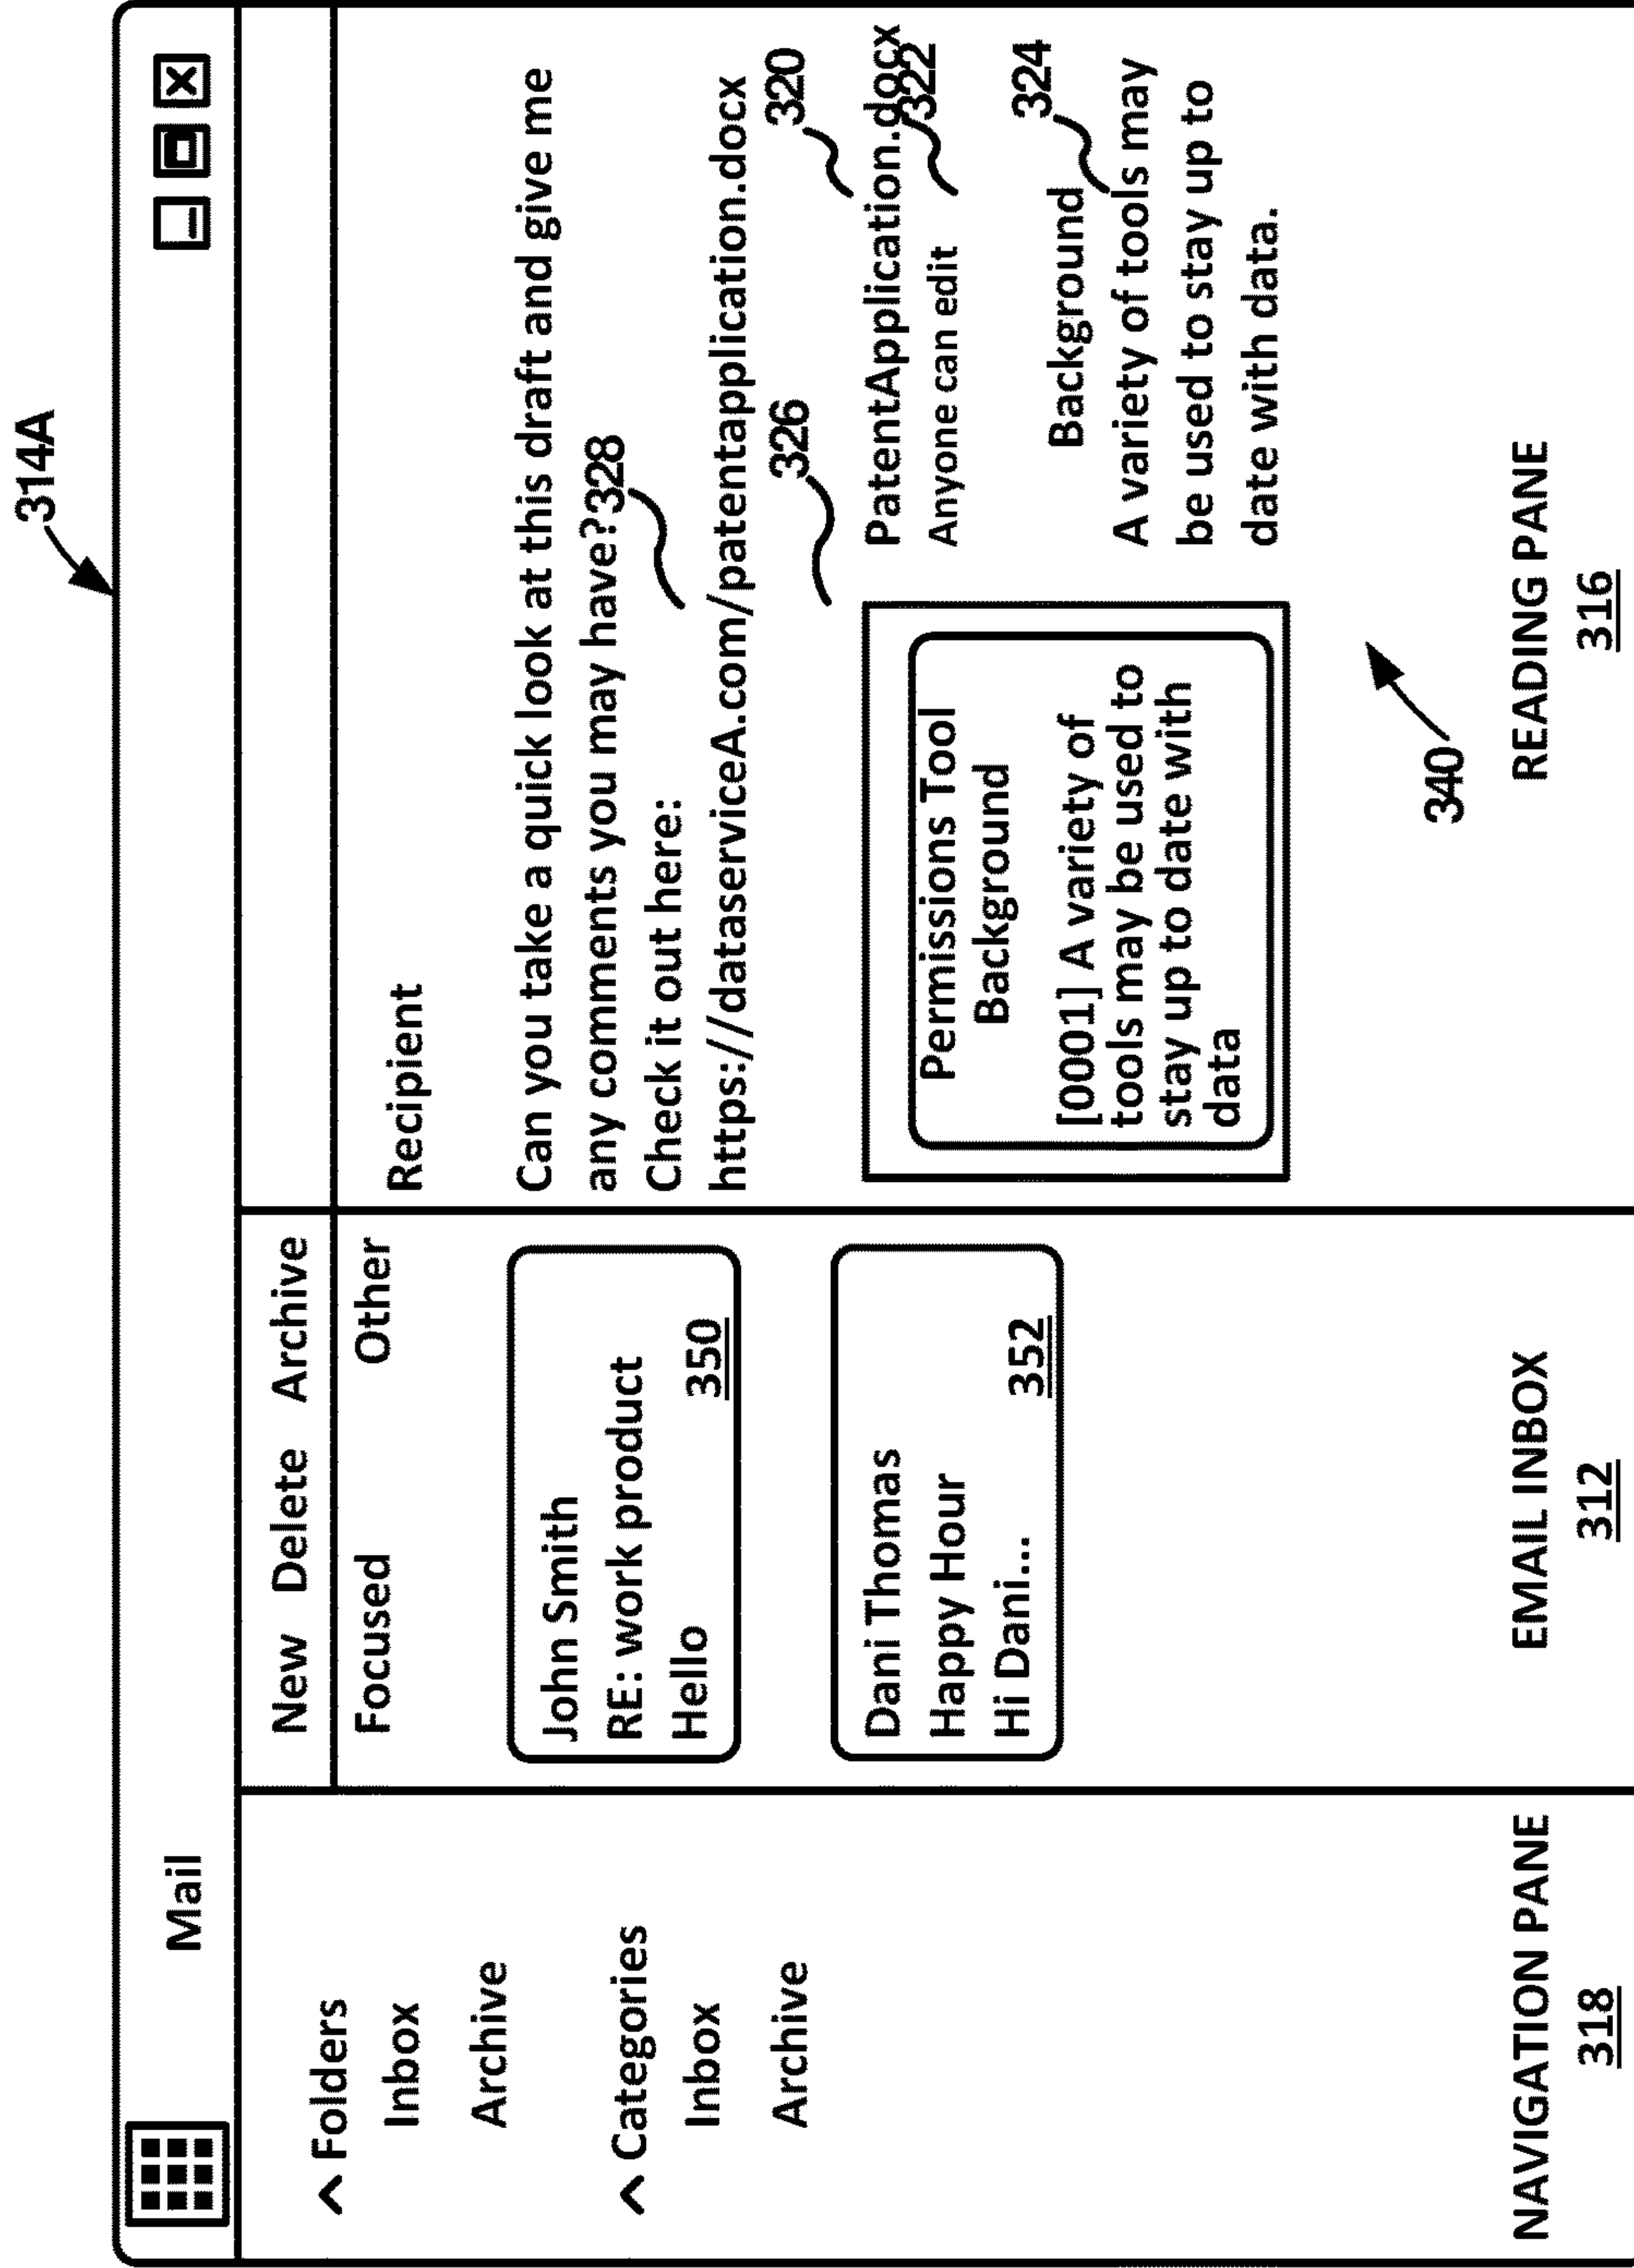 314A
Mail
Folders
Inbox
Archive
Categories
Inbox
Archive
NAVIGATION PANE
318
New Delete Archive
Focused Other
John Smith
RE: work product
Hello
350
Dani Thomas
Happy Hour
Hi Dani...
352
EMAIL INBOX
312
Recipient
Can you take a quick look at this draft and give me
any comments you may have?
328
Check it out here:
https://dataserviceA.com/patentapplication.docx
326
320
Permissions Tool
Background
[0001] A variety of
tools may be used to
stay up to date with
data
PatentApplication.docx
322
Anyone can edit
324
Background
A variety of tools may
be used to stay up to
date with data.
340
READING PANE
316